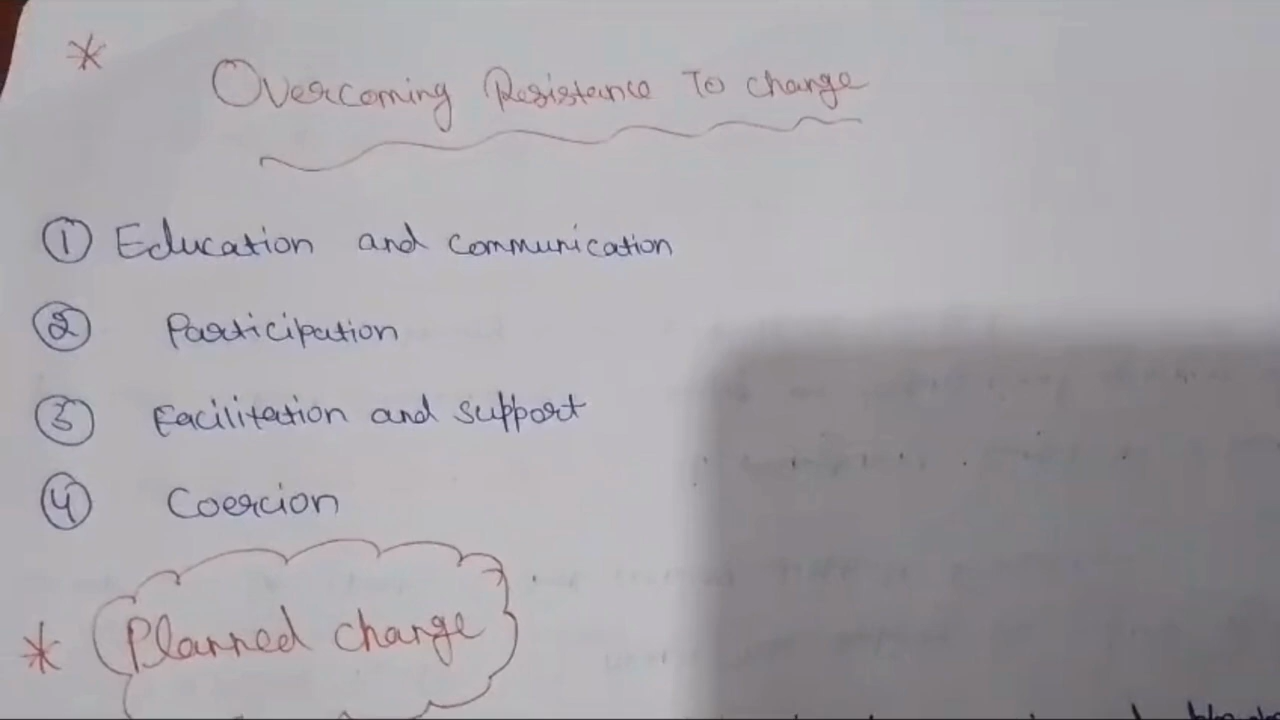 * Overcoming Resistance To change
① Education and communication
② Participation
③ Facilitation and support
④ Coercion
* Planned change